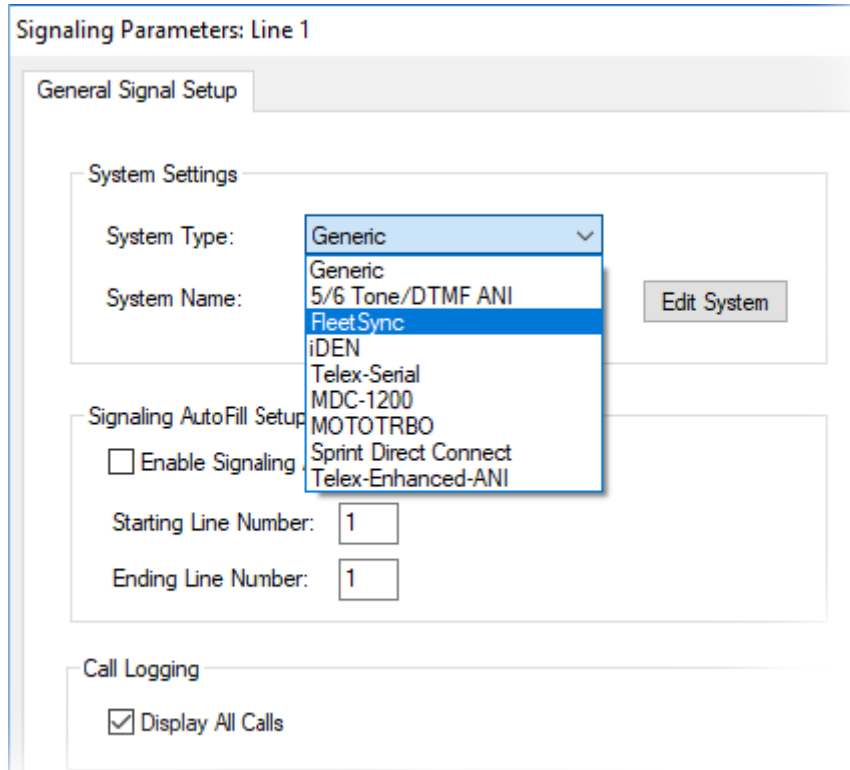 Signaling Parameters: Line 1
General Signal Setup
System Settings
System Type:
Generic
Generic
5/6 Tone/DTMF ANI
System Name:
Edit System
FleetSync
iDEN
Telex-Serial
MDC-1200
MOTOTRBO
Sprint Direct Connect
Telex-Enhanced-ANI
Signaling AutoFill Setup
Enable Signaling
Starting Line Number:
1
Ending Line Number:
1
Call Logging
Display All Calls